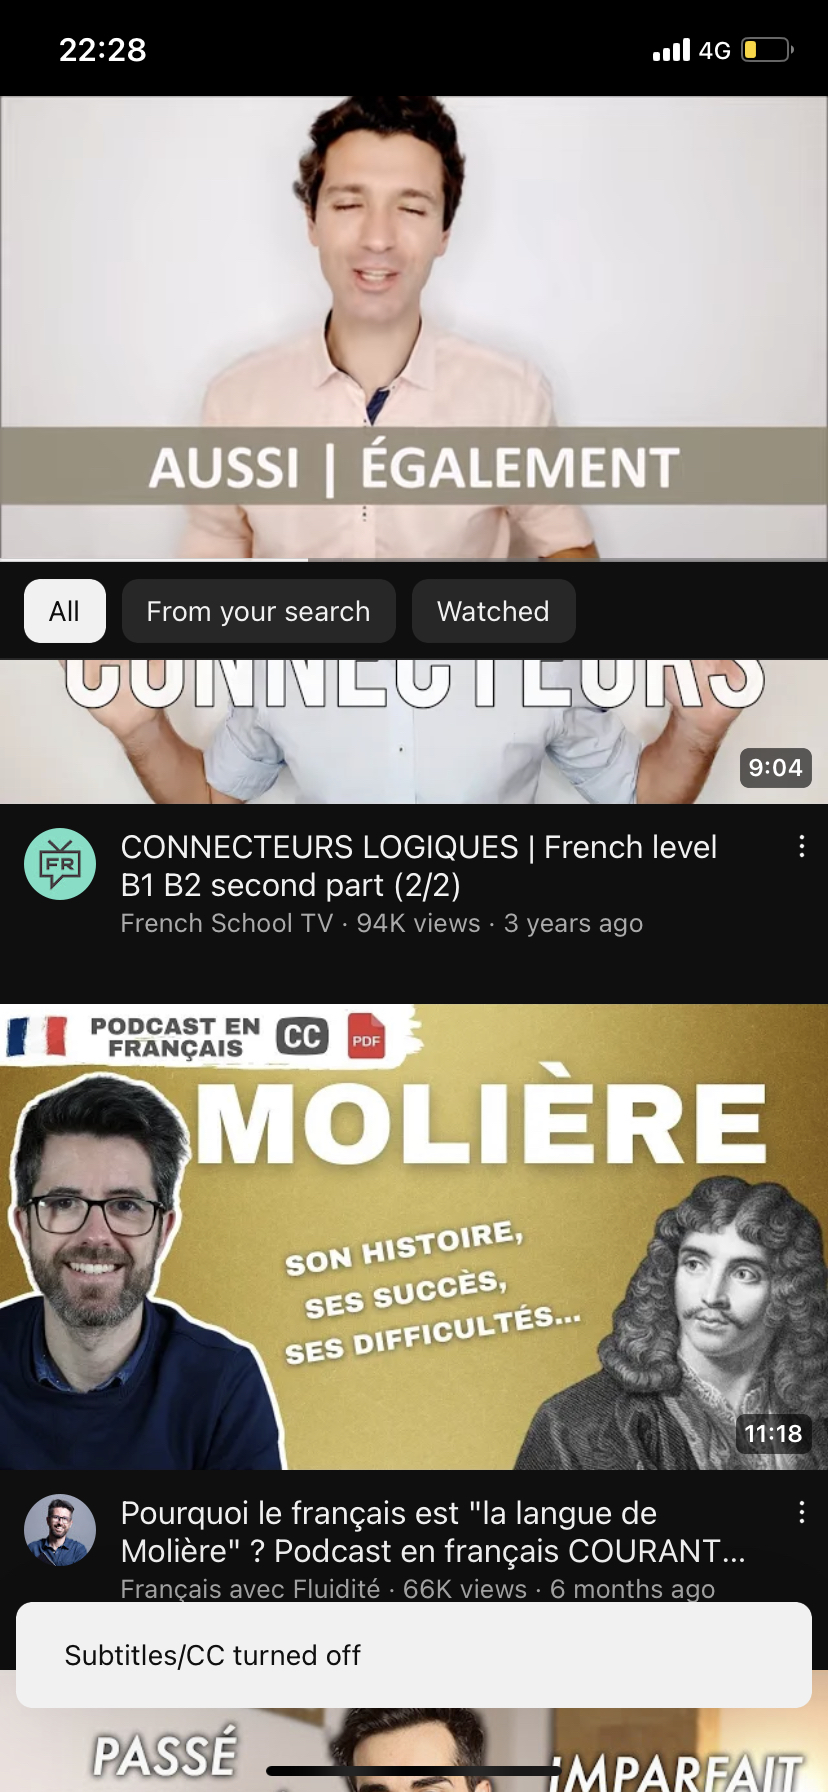 22:28
4G
AUSSI | ÉGALEMENT
All
From your search
Watched
CONNECTEURS
9:04
FR
CONNECTEURS LOGIQUES | French level
B1 B2 second part (2/2)
French School TV · 94K views · 3 years ago
PODCAST EN
FRANÇAIS
CC
PDF
MOLIÈRE
SON HISTOIRE,
SES SUCCÈS,
SES DIFFICULTÉS...
11:18
Pourquoi le français est "la langue de
Molière" ? Podcast en français COURANT...
Français avec Fluidité · 66K views · 6 months ago
Subtitles/CC turned off
PASSÉ
IMPARFAIT